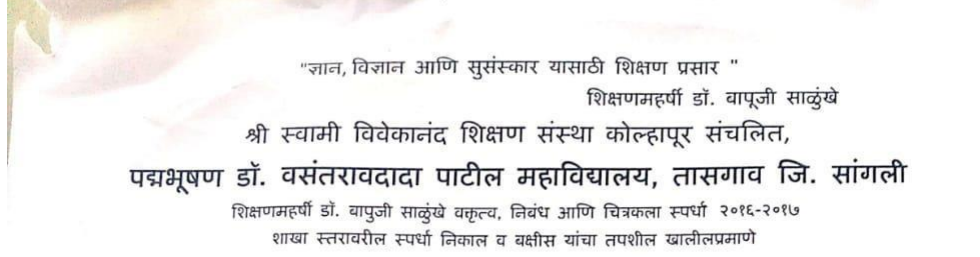 "ज्ञान, विज्ञान आणि सुसंस्कार यासाठी शिक्षण प्रसार "
शिक्षणमहर्षी डॉ. बापूजी साळुंखे
श्री स्वामी विवेकानंद शिक्षण संस्था कोल्हापूर संचलित,
पद्मभूषण डॉ. वसंतरावदादा पाटील महाविद्यालय, तासगाव जि. सांगली
शिक्षणमहर्षी डॉ. बापुजी साळुंखे वक्तृत्व, निबंध आणि चित्रकला स्पर्धा २०१६-२०१७
शाखा स्तरावरील स्पर्धा निकाल व बक्षीस यांचा तपशील खालीलप्रमाणे